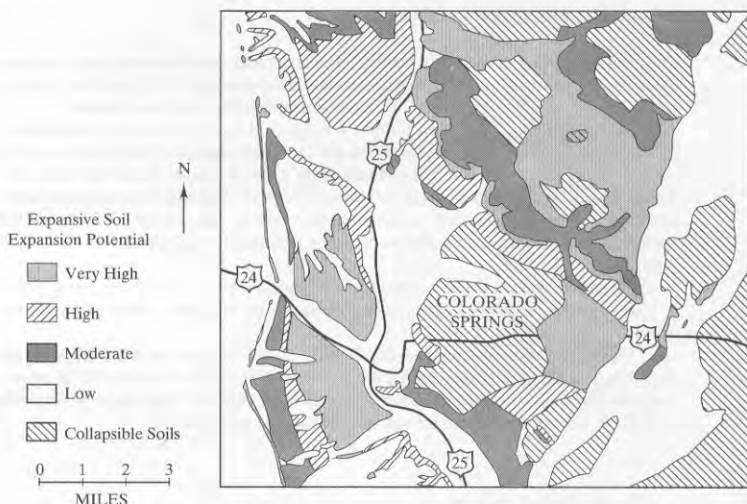 N
Expansive Soil
Expansion Potential
Very High
High
Moderate
Low
Collapsible Soils
0 1 2 3
MILES
25
24
COLORADO
SPRINGS
24
25